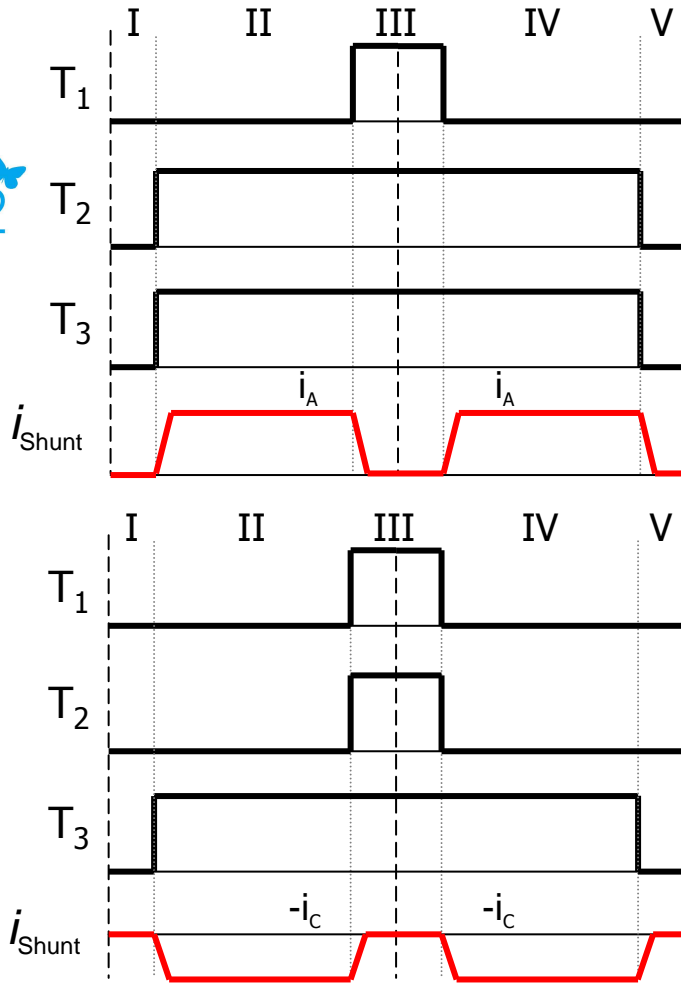 I II III IV V
T1
T2
T3
iA iA
iShunt
I II III IV V
T1
T2
T3
-iC -iC
iShunt